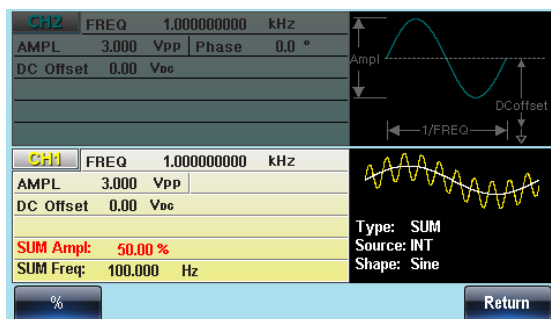 CH2 FREQ 1.000000000 kHz
AMPL 3.000 Vpp Phase 0.0 °
DC Offset 0.00 VDC
Ampl
DCoffset
1/FREQ
CH1 FREQ 1.000000000 kHz
AMPL 3.000 Vpp
DC Offset 0.00 VDC
SUM Ampl: 50.00 %
SUM Freq: 100.000 Hz
Type: SUM
Source: INT
Shape: Sine
% Return